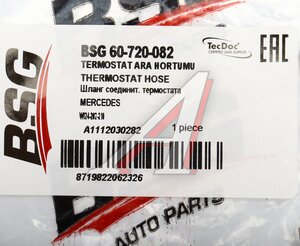 BSG 60-720-082
TecDoc
CERTIFIED DATA SUPPLIER
EAC
TERMOSTAT ARA HORTUMU
THERMOSTAT HOSE
Шланг соединит. термостата
MERCEDES
A1112030282
1 piece
8719822062326
BSG
BSG
AUTO PARTS